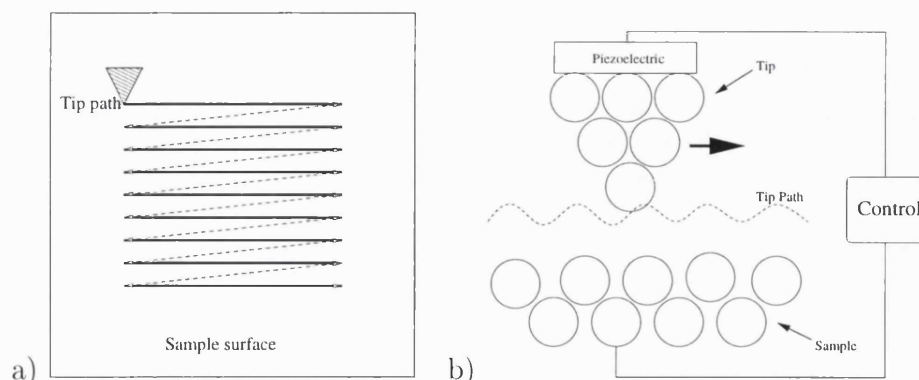 Tip path
Sample surface
a)
Piezoelectric
Tip
Tip Path
Control
Sample
b)